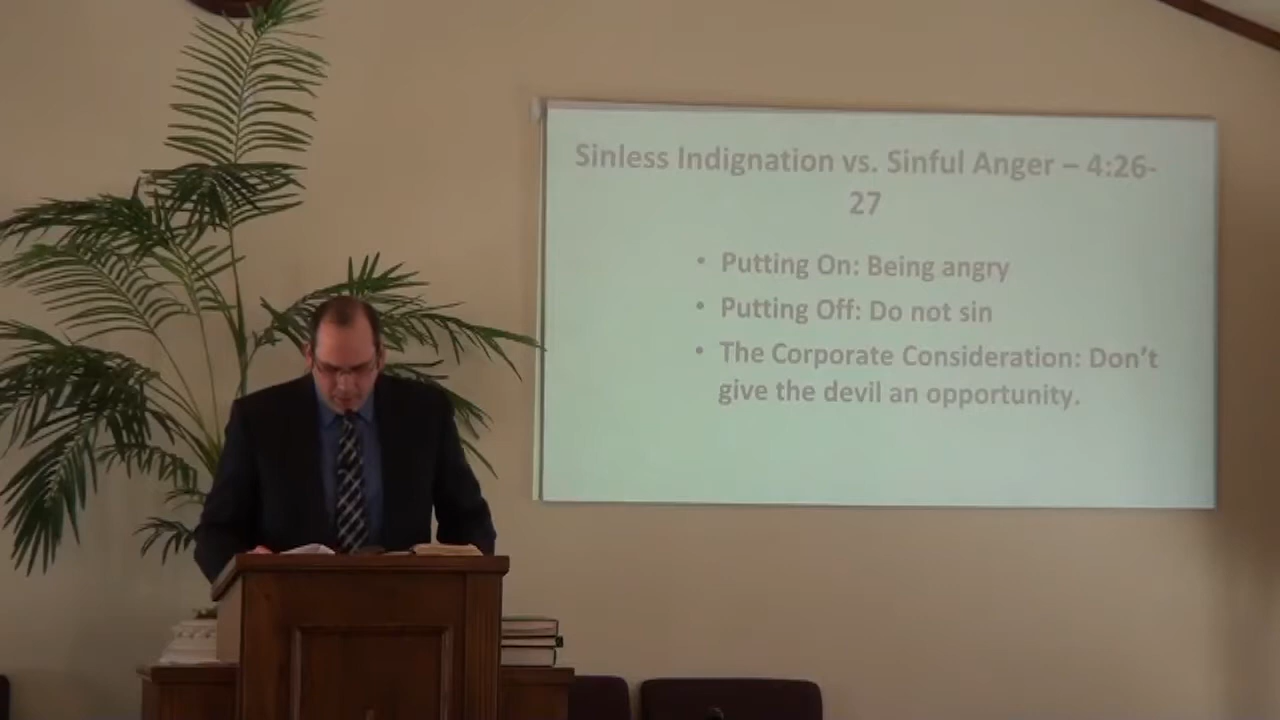 Sinless Indignation vs. Sinful Anger – 4:26-
27
• Putting On: Being angry
• Putting Off: Do not sin
• The Corporate Consideration: Don't
give the devil an opportunity.